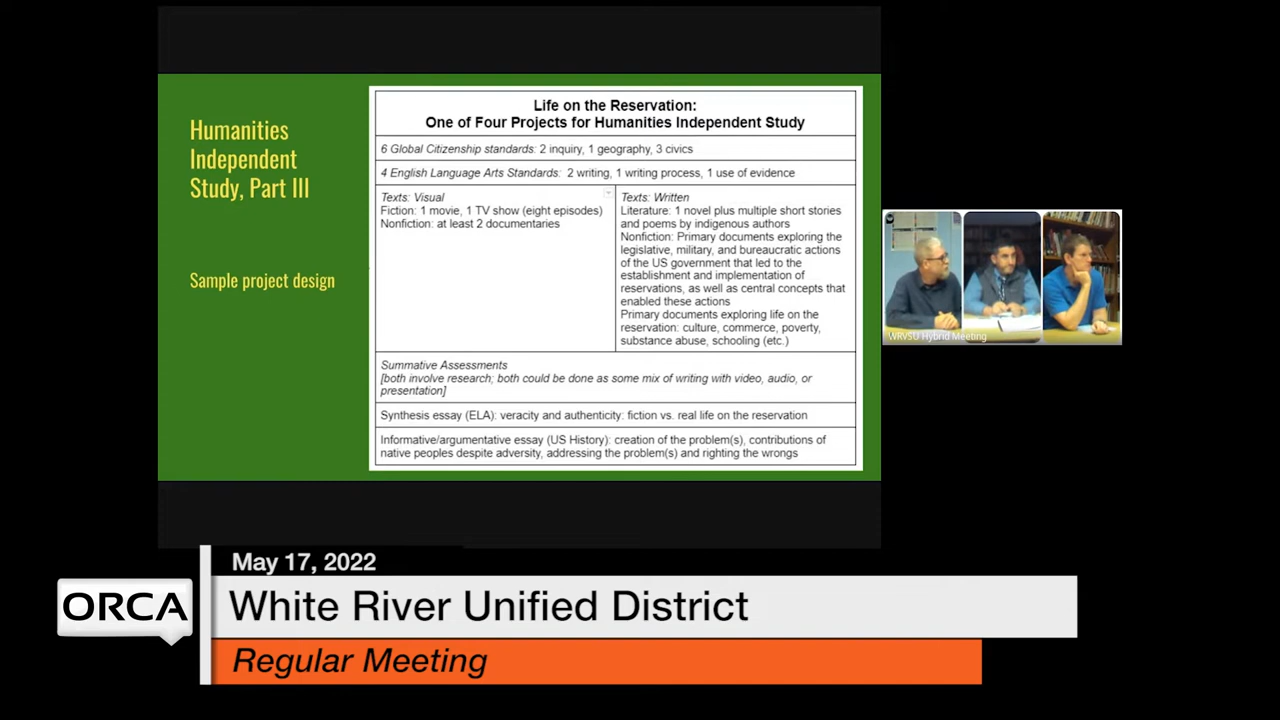 Humanities
Independent
Study, Part III
Sample project design
Life on the Reservation:
One of Four Projects for Humanities Independent Study
6 Global Citizenship standards: 2 inquiry, 1 geography, 3 civics
4 English Language Arts Standards: 2 writing, 1 writing process, 1 use of evidence
Texts: Visual
Fiction: 1 movie, 1 TV show (eight episodes)
Nonfiction: at least 2 documentaries
Texts: Written
Literature: 1 novel plus multiple short stories
and poems by indigenous authors
Nonfiction: Primary documents exploring the
legislative, military, and bureaucratic actions
of the US government that led to the
establishment and implementation of
reservations, as well as central concepts that
enabled these actions
Primary documents exploring life on the
reservation: culture, commerce, poverty,
substance abuse, schooling (etc.)
Summative Assessments
[both involve research; both could be done as some mix of writing with video, audio, or
presentation]
Synthesis essay (ELA): veracity and authenticity: fiction vs. real life on the reservation
Informative/argumentative essay (US History): creation of the problem(s), contributions of
native peoples despite adversity, addressing the problem(s) and righting the wrongs
WRVSU Hybrid Meeting
May 17, 2022
ORCA
White River Unified District
Regular Meeting